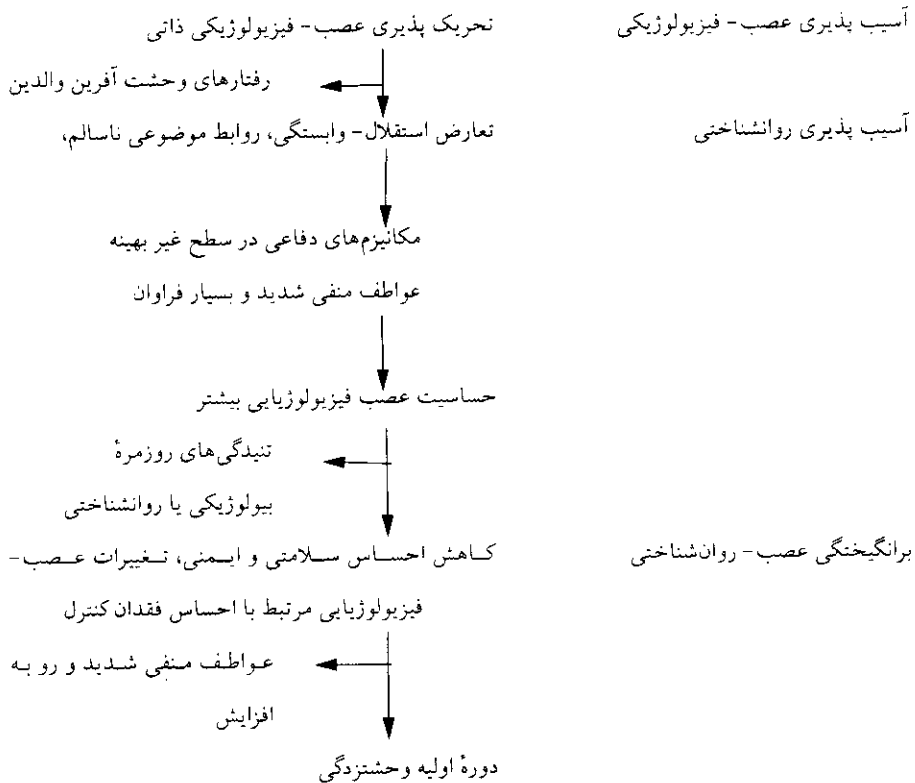 آسیب پذیری عصب- فیزیولوژیکی
تحریک پذیری عصب- فیزیولوژیکی ذاتی
رفتارهای وحشت آفرین والدین
آسیب پذیری روانشناختی
تعارض استقلال- وابستگی، روابط موضوعی ناسالم،
مکانیزم‌های دفاعی در سطح غیر بهینه
عواطف منفی شدید و بسیار فراوان
حساسیت عصب فیزیولوژیایی بیشتر
تنیدگی‌های روزمرۀ
بیولوژیکی یا روانشناختی
برانگیختگی عصب- روان‌شناختی
کاهش احساس سلامتی و ایمنی، تغییرات عصب-
فیزیولوژیایی مرتبط با احساس فقدان کنترل
عواطف منفی شدید و رو به
افزایش
دورۀ اولیه وحشتزدگی